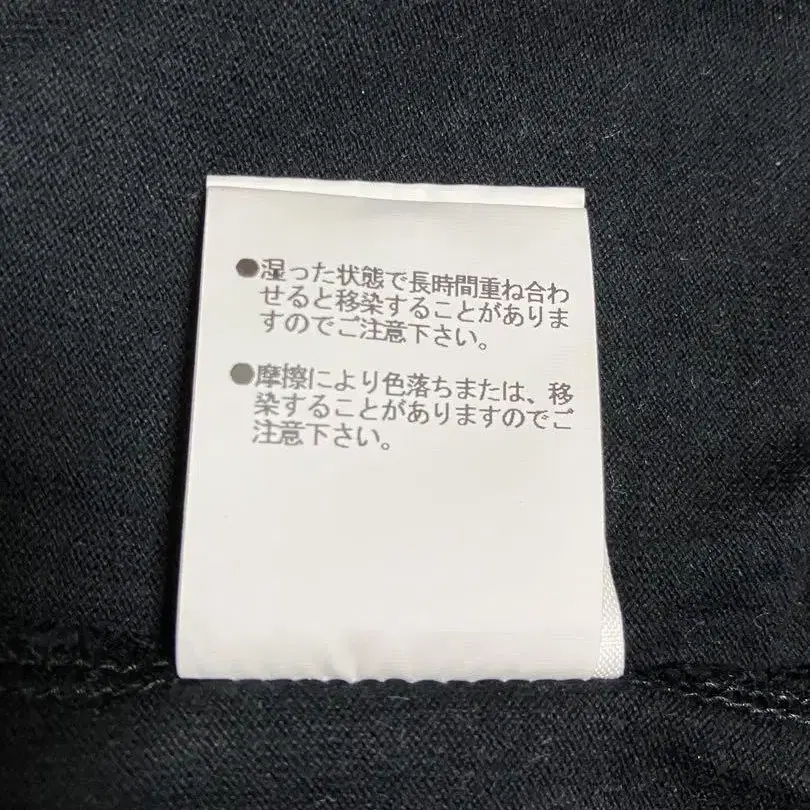 ●湿った状態で長時間重ね合わ
せると移染することがありま
すのでご注意下さい。
●摩擦により色落ちまたは、移
染することがありますのでご
注意下さい。